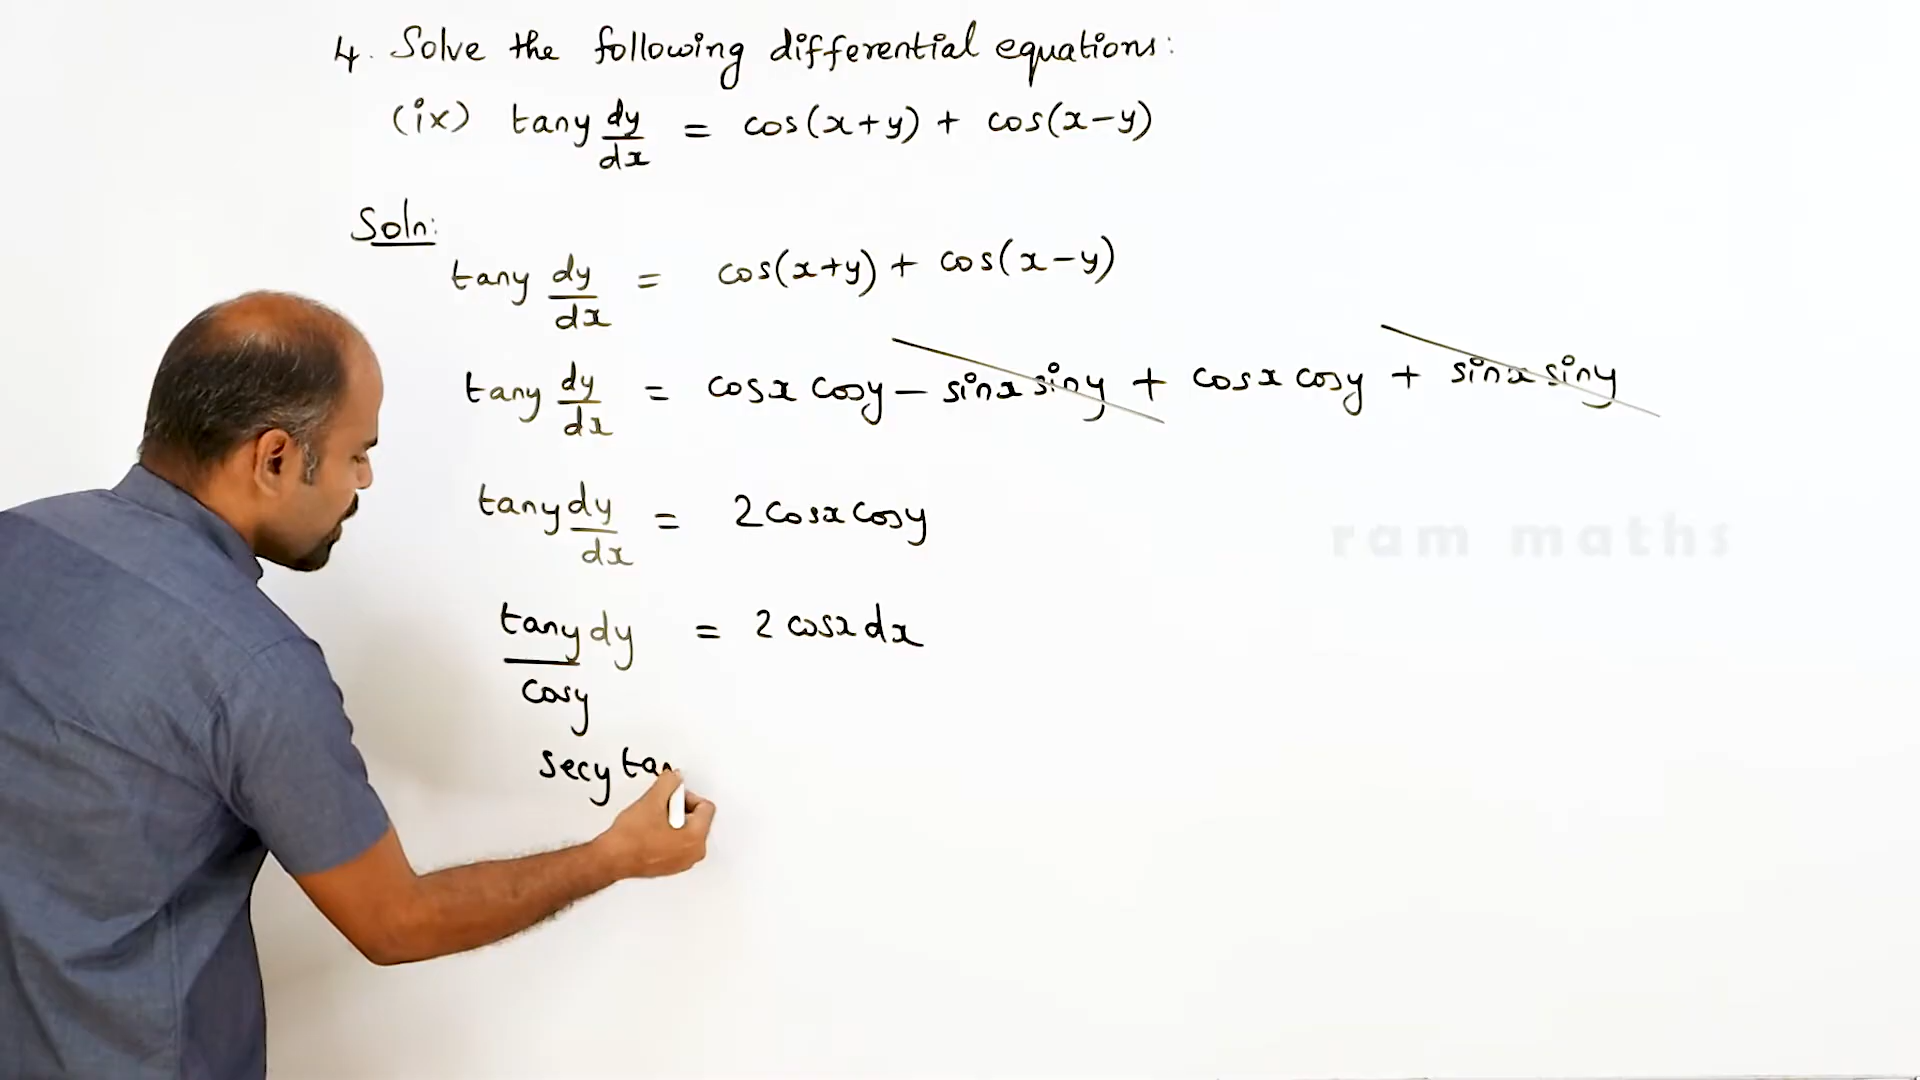 4. Solve the following differential equations:
(ix) tany dy/dx = cos(x+y) + cos(x-y)
Soln:
tany dy/dx = cos(x+y) + cos(x-y)
tany dy/dx = cosx cosy - sinx siny + cosx cosy + sinx siny
tany dy/dx = 2cosx cosy
tany/cosy dy = 2 cosx dx
secy tan
ram maths